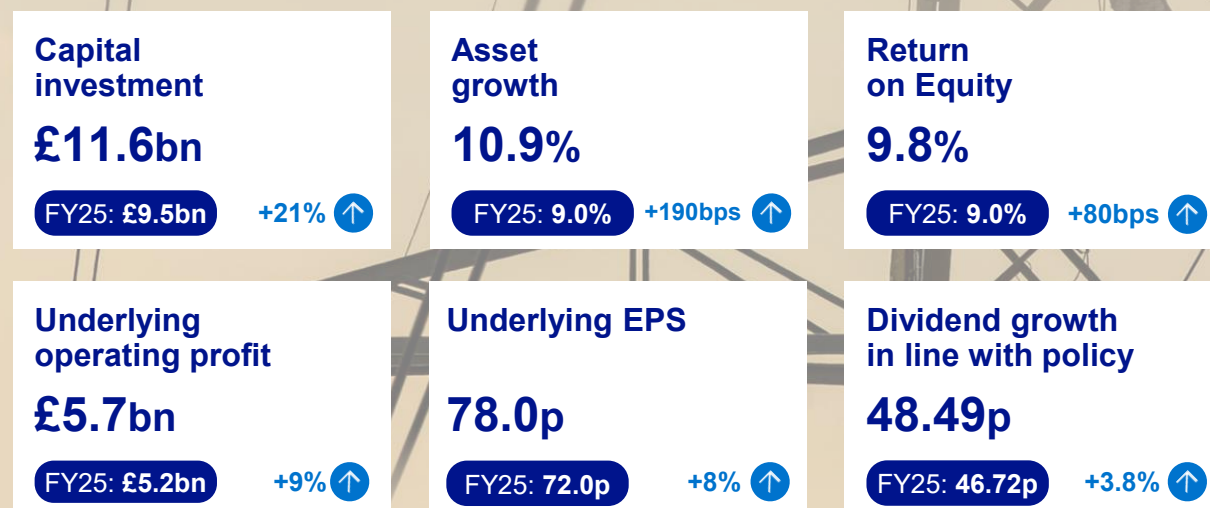 Capital
investment
£11.6bn
FY25: £9.5bn +21%
Asset
growth
10.9%
FY25: 9.0% +190bps
Return
on Equity
9.8%
FY25: 9.0% +80bps
Underlying
operating profit
£5.7bn
FY25: £5.2bn +9%
Underlying EPS
78.0p
FY25: 72.0p +8%
Dividend growth
in line with policy
48.49p
FY25: 46.72p +3.8%